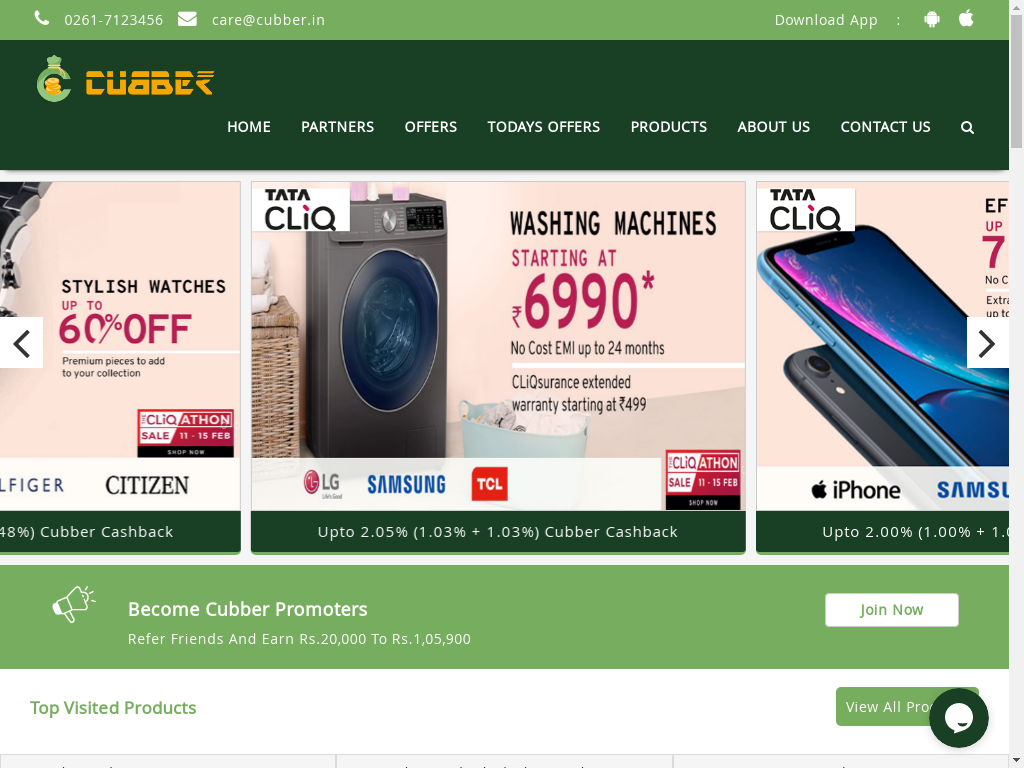 0261-7123456 care@cubber.in Download App :
CUBBER
HOME PARTNERS OFFERS TODAYS OFFERS PRODUCTS ABOUT US CONTACT US
STYLISH WATCHES
UP TO
60%OFF
Premium pieces to add
to your collection
THE CLiQATHON
SALE 11 - 15 FEB
SHOP NOW
LFIGER CITIZEN
48%) Cubber Cashback
TATA
CLiQ
WASHING MACHINES
STARTING AT
₹6990*
No Cost EMI up to 24 months
CLiQsurance extended
warranty starting at ₹499
THE CLiQATHON
SALE 11 - 15 FEB
SHOP NOW
LG
Life's Good
SAMSUNG
TCL
Upto 2.05% (1.03% + 1.03%) Cubber Cashback
TATA
CLiQ
EF
UP
7
No C
Extra
up to
iPhone SAMSU
Upto 2.00% (1.00% + 1.0
Become Cubber Promoters
Refer Friends And Earn Rs.20,000 To Rs.1,05,900
Join Now
Top Visited Products
View All Pro